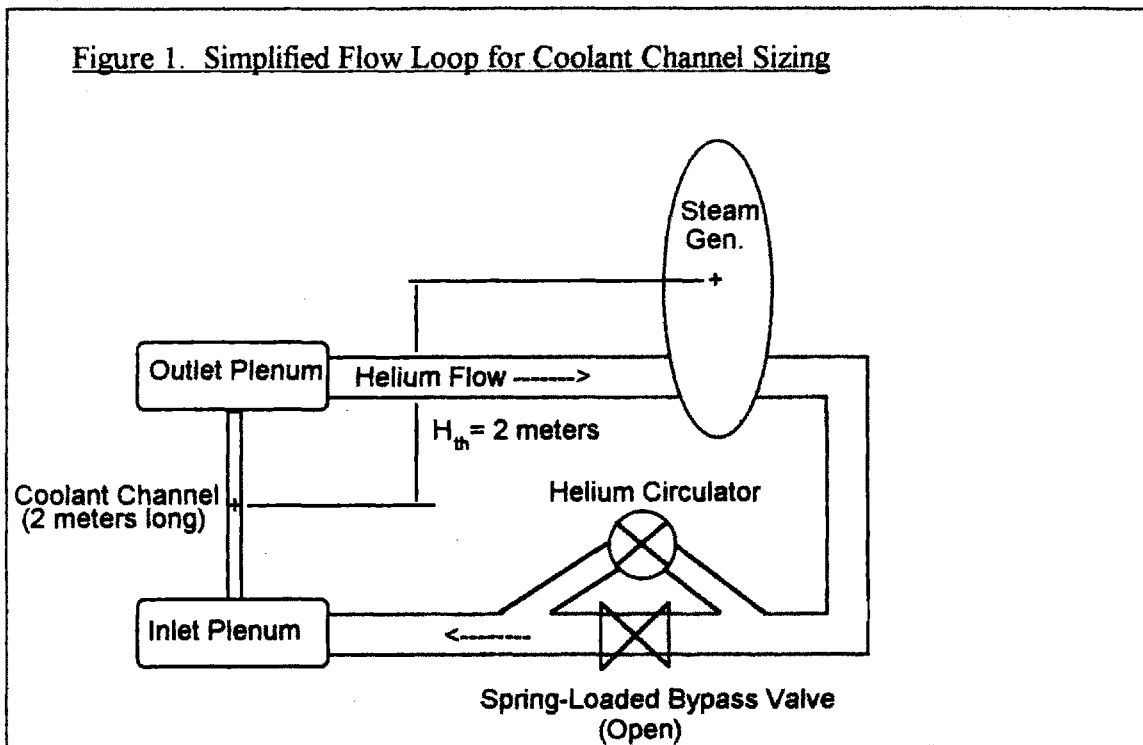 Figure 1. Simplified Flow Loop for Coolant Channel Sizing
Steam
Gen.
+
Outlet Plenum
Helium Flow ------->
H_th= 2 meters
Coolant Channel
(2 meters long)
+
Helium Circulator
Inlet Plenum
<-------
Spring-Loaded Bypass Valve
(Open)